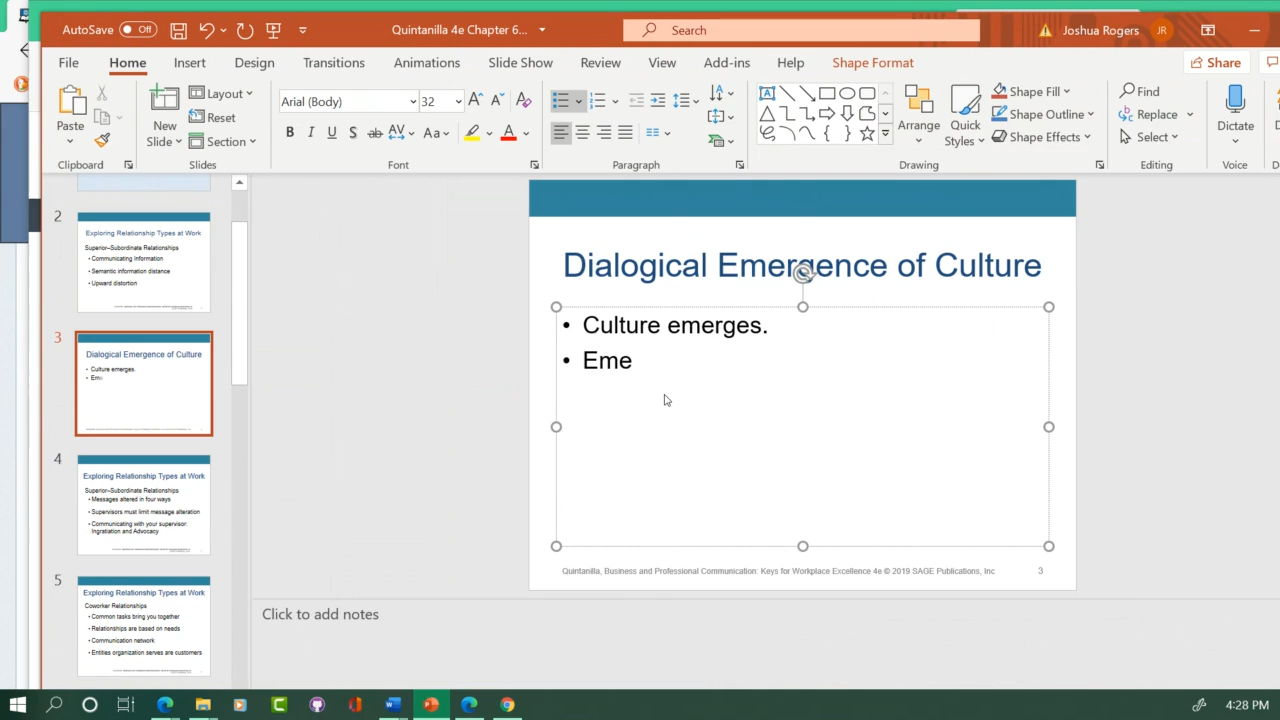 AutoSave Off
Quintanilla 4e Chapter 6...
Search
Joshua Rogers JR
File Home Insert Design Transitions Animations Slide Show Review View Add-ins Help Shape Format Share
Paste
New Slide
Layout
Reset
Section
Arial (Body) 32
Arrange
Quick Styles
Shape Fill
Shape Outline
Shape Effects
Find
Replace
Select
Dictate
Clipboard Slides Font Paragraph Drawing Editing Voice
2
Exploring Relationship Types at Work
Superior–Subordinate Relationships
• Communicating Information
• Semantic information distance
• Upward distortion
3
Dialogical Emergence of Culture
• Culture emerges.
• Eme
4
Exploring Relationship Types at Work
Superior–Subordinate Relationships
• Messages altered in four ways
• Supervisors must limit message alteration
• Communicating with your supervisor:
Ingratiation and Advocacy
5
Exploring Relationship Types at Work
Coworker Relationships
• Common tasks bring you together
• Relationships are based on needs
• Communication network
• Entities organization serves are customers
Dialogical Emergence of Culture
• Culture emerges.
• Eme
Quintanilla, Business and Professional Communication: Keys for Workplace Excellence 4e © 2019 SAGE Publications, Inc 3
Click to add notes
4:28 PM